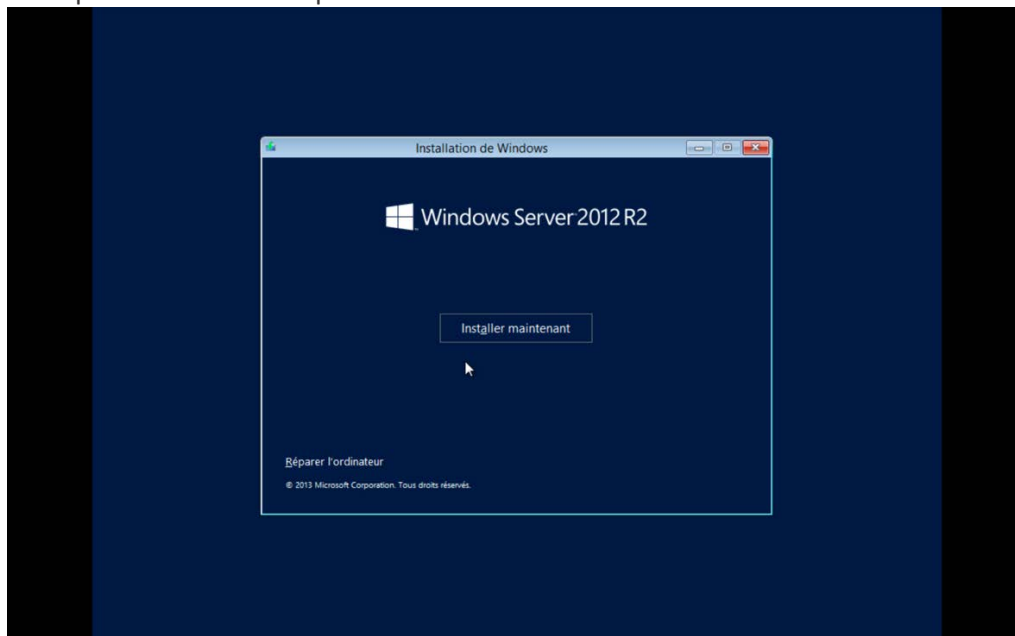 Installation de Windows
Windows Server 2012 R2
Installer maintenant
Réparer l'ordinateur
© 2013 Microsoft Corporation. Tous droits réservés.